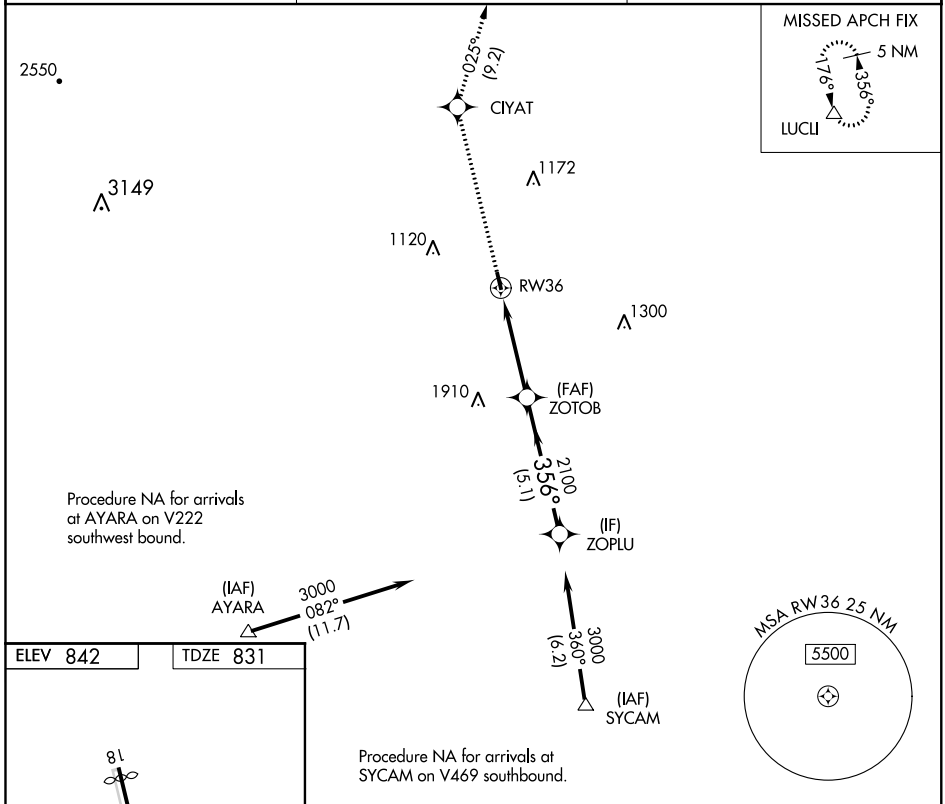 MISSED APCH FIX
5 NM
176°
356°
LUCLI
2550
025°
(9.2)
CIYAT
3149
1172
1120
RW36
1300
1910
(FAF)
ZOTOB
2100
356°
(5.1)
(IF)
ZOPLU
Procedure NA for arrivals
at AYARA on V222
southwest bound.
(IAF)
AYARA
3000
082°
(11.7)
3000
360°
(6.2)
(IAF)
SYCAM
MSA RW36 25 NM
5500
ELEV 842
TDZE 831
18
Procedure NA for arrivals at
SYCAM on V469 southbound.